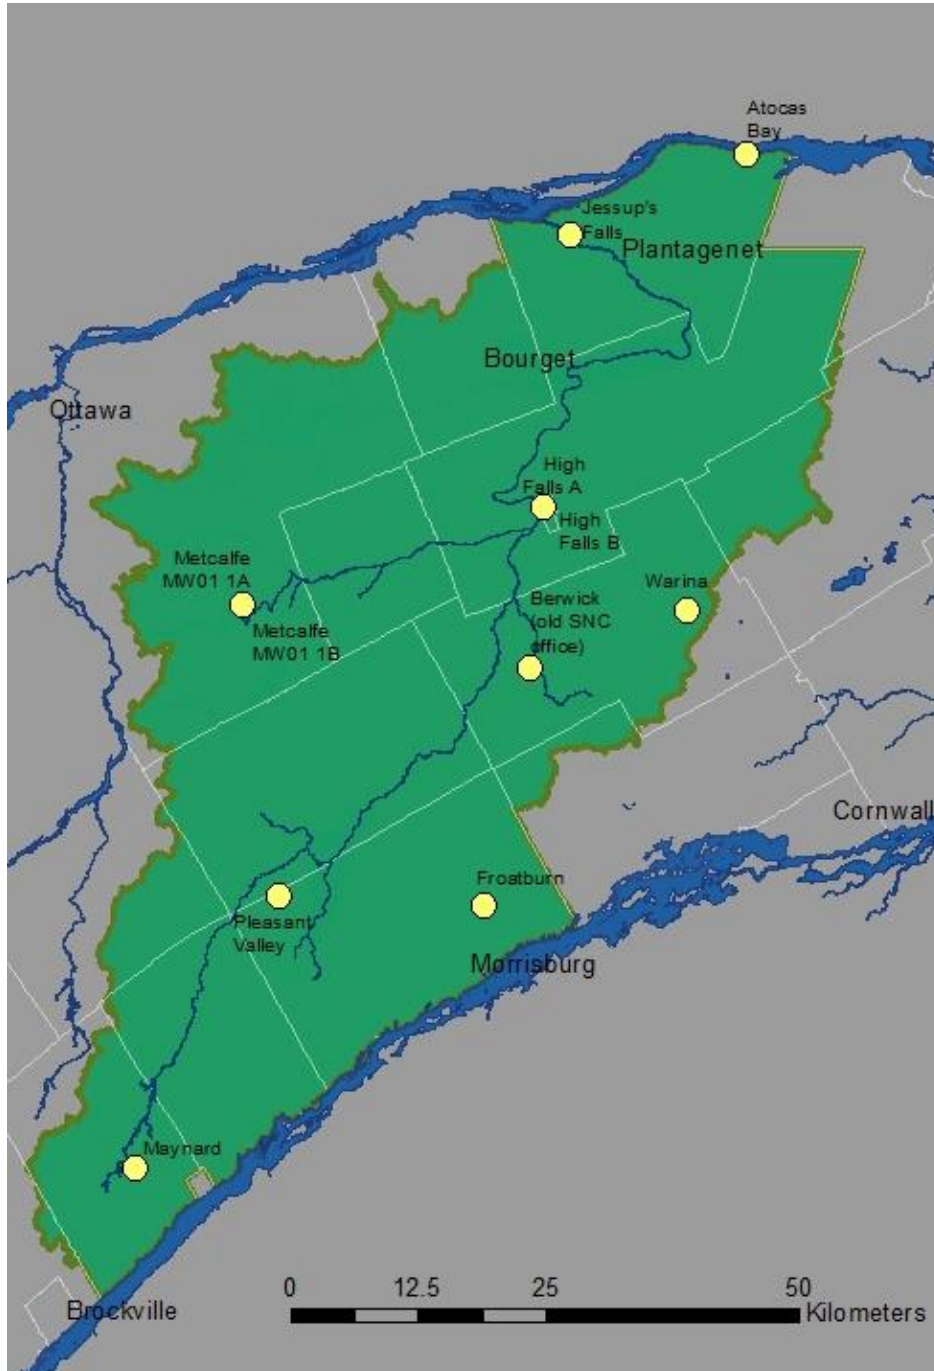 Atocas
Bay
Jessup's
Falls
Plantagenet
Bourget
Ottawa
High
Falls A
High
Falls B
Metcalfe
MW01 1A
Metcalfe
MW01 1B
Berwick
(old SNC
office)
Warina
Cornwall
Froatburn
Pleasant
Valley
Morrisburg
Maynard
Brockville
0 12.5 25 50
Kilometers